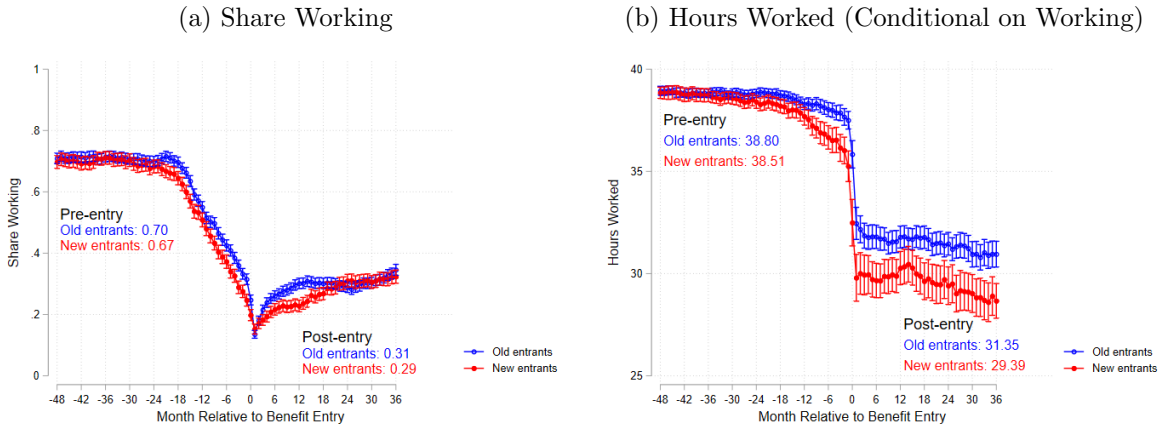 (a) Share Working
1
.8
.6
.4
.2
0
Share Working
Pre-entry
Old entrants: 0.70
New entrants: 0.67
Post-entry
Old entrants: 0.31
New entrants: 0.29
-48 -42 -36 -30 -24 -18 -12 -6 0 6 12 18 24 30 36
Month Relative to Benefit Entry
Old entrants
New entrants
(b) Hours Worked (Conditional on Working)
40
35
30
25
Hours Worked
Pre-entry
Old entrants: 38.80
New entrants: 38.51
Post-entry
Old entrants: 31.35
New entrants: 29.39
-48 -42 -36 -30 -24 -18 -12 -6 0 6 12 18 24 30 36
Month Relative to Benefit Entry
Old entrants
New entrants